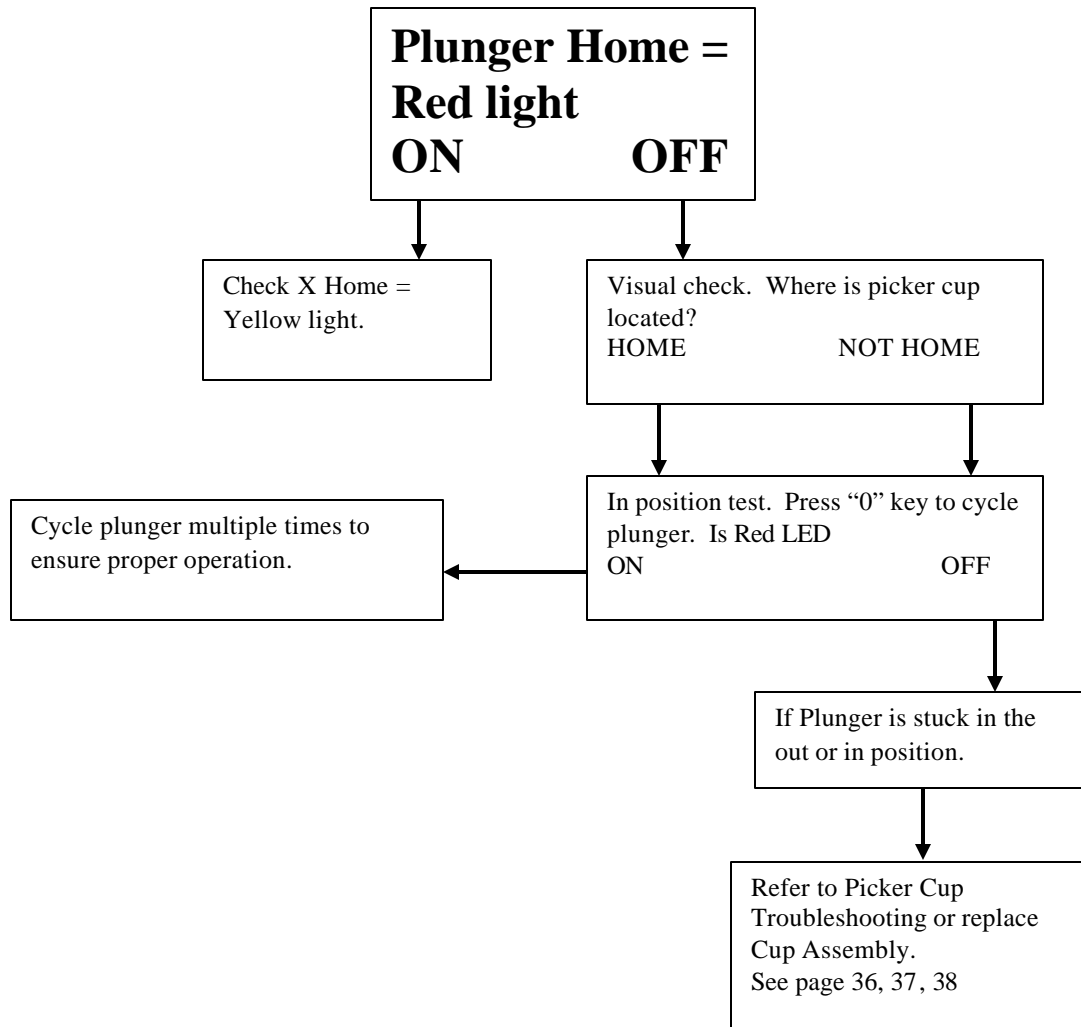 Plunger Home =
Red light
ON OFF
Check X Home =
Yellow light.
Visual check. Where is picker cup
located?
HOME NOT HOME
In position test. Press “0” key to cycle
plunger. Is Red LED
ON OFF
Cycle plunger multiple times to
ensure proper operation.
If Plunger is stuck in the
out or in position.
Refer to Picker Cup
Troubleshooting or replace
Cup Assembly.
See page 36, 37, 38